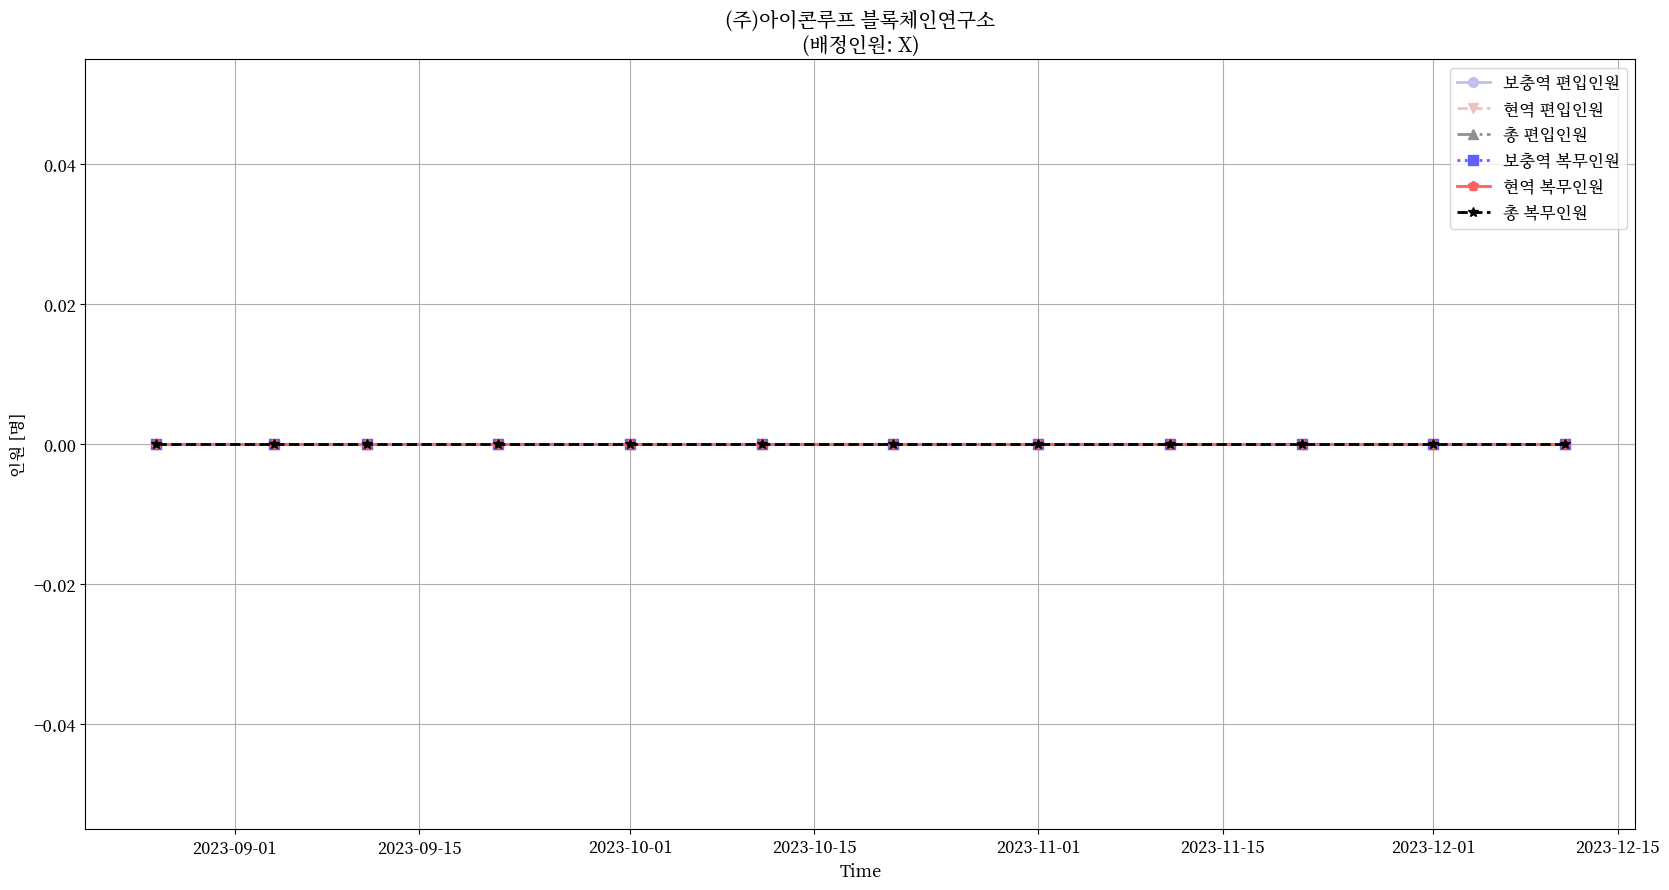 (주)아이콘루프 블록체인연구소
(배정인원: X)
보충역 편입인원
현역 편입인원
총 편입인원
보충역 복무인원
현역 복무인원
총 복무인원
0.04
0.02
0.00
−0.02
−0.04
인원 [명]
2023-09-01
2023-09-15
2023-10-01
2023-10-15
2023-11-01
2023-11-15
2023-12-01
2023-12-15
Time